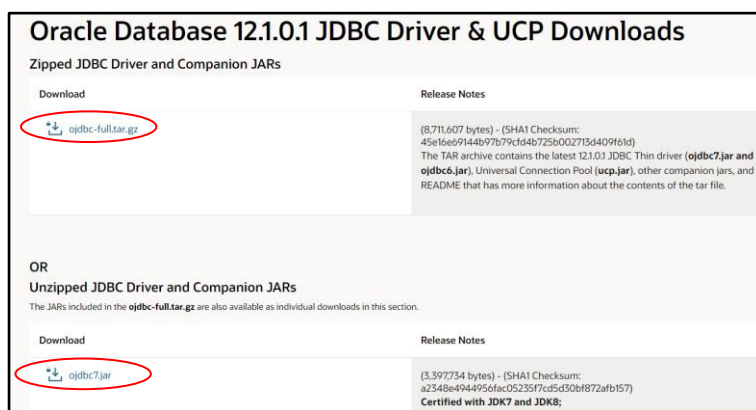 Oracle Database 12.1.0.1 JDBC Driver & UCP Downloads
Zipped JDBC Driver and Companion JARs
Download
Release Notes
ojdbc-full.tar.gz
(8,711,607 bytes) - (SHA1 Checksum:
45e16e69144b97b79cfd4b725b002713d409f61d)
The TAR archive contains the latest 12.1.0.1 JDBC Thin driver (ojdbc7.jar and
ojdbc6.jar), Universal Connection Pool (ucp.jar), other companion jars, and
README that has more information about the contents of the tar file.
OR
Unzipped JDBC Driver and Companion JARs
The JARs included in the ojdbc-full.tar.gz are also available as individual downloads in this section.
Download
Release Notes
ojdbc7.jar
(3,397,734 bytes) - (SHA1 Checksum:
a2348e4944956fac05235f7cd5d30bf872afb157)
Certified with JDK7 and JDK8;